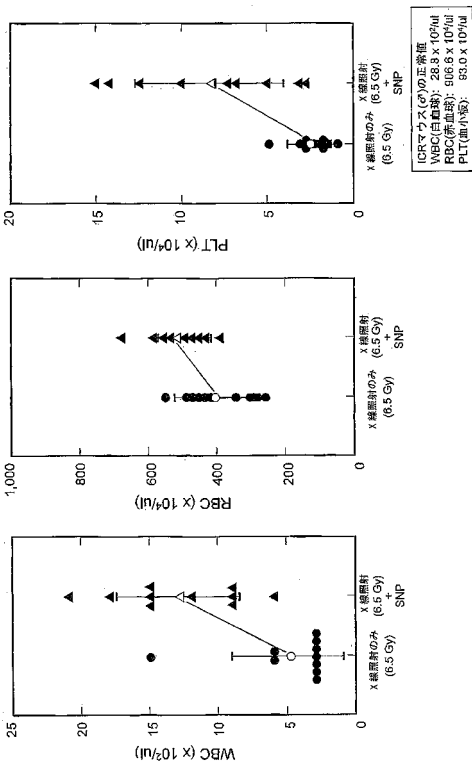 25
20
15
10
5
0
WBC (x 10²/ul)
X線照射のみ
(6.5 Gy)
X線照射
(6.5 Gy)
+
SNP
1,000
800
600
400
200
0
RBC (x 10⁴/ul)
X線照射のみ
(6.5 Gy)
X線照射
(6.5 Gy)
+
SNP
20
15
10
5
0
PLT (x 10⁴/ul)
X線照射のみ
(6.5 Gy)
X線照射
(6.5 Gy)
+
SNP
ICRマウス(♂)の正常値
WBC(白血球): 28.8 x 10²/ul
RBC(赤血球): 906.6 x 10⁴/ul
PLT(血小板): 93.0 x 10⁴/ul